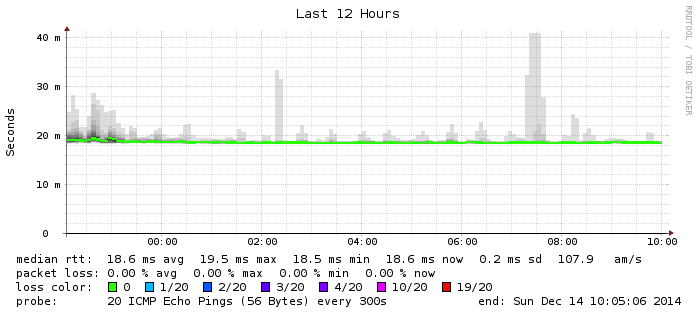 Last 12 Hours
RRDTOOL / TOBI OETIKER
Seconds
40 m
30 m
20 m
10 m
0
00:00 02:00 04:00 06:00 08:00 10:00
median rtt: 18.6 ms avg 19.5 ms max 18.5 ms min 18.6 ms now 0.2 ms sd 107.9 am/s
packet loss: 0.00 % avg 0.00 % max 0.00 % min 0.00 % now
loss color: 0 1/20 2/20 3/20 4/20 10/20 19/20
probe: 20 ICMP Echo Pings (56 Bytes) every 300s end: Sun Dec 14 10:05:06 2014